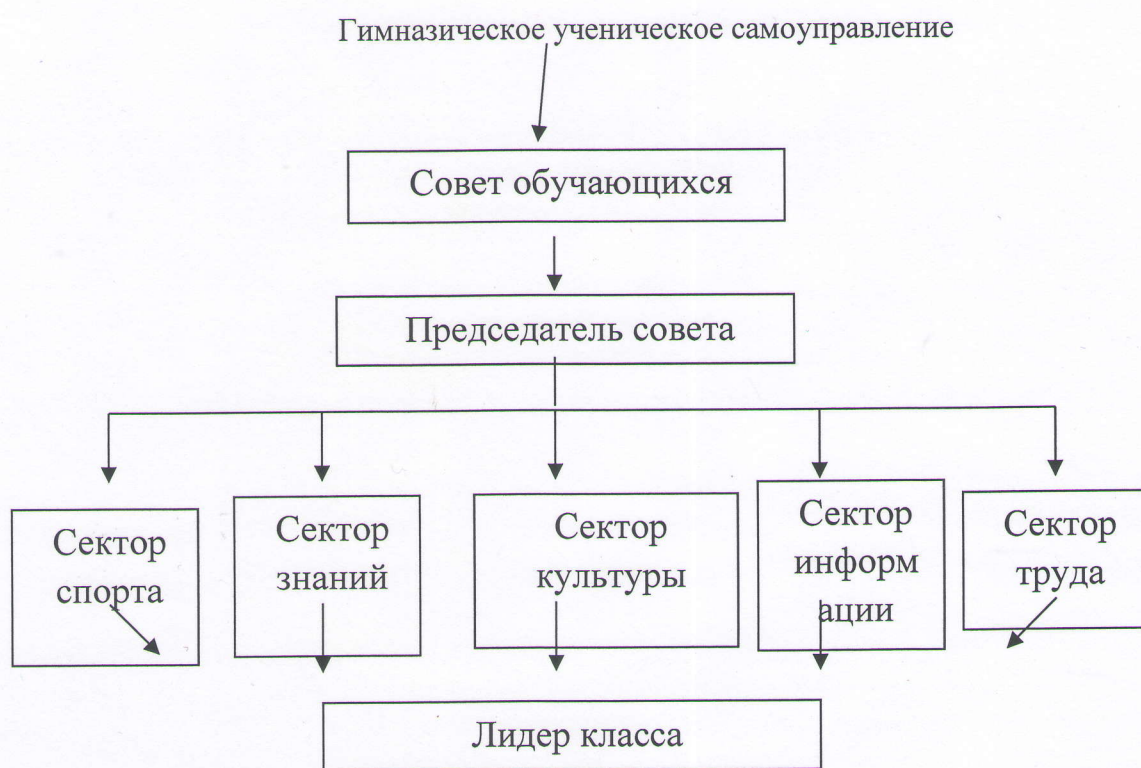 Гимназическое ученическое самоуправление
Совет обучающихся
Председатель совета
Сектор
спорта
Сектор
знаний
Сектор
культуры
Сектор
информ
ации
Сектор
труда
Лидер класса